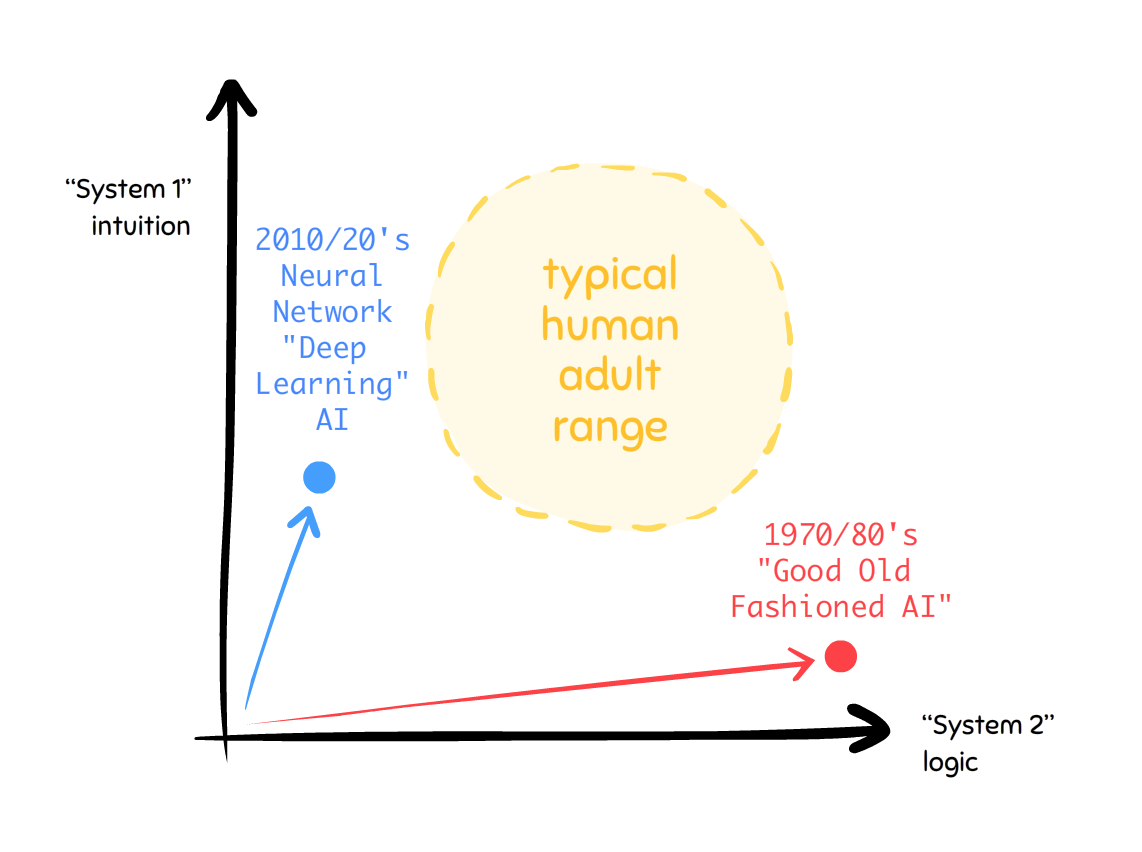 “System 1”
intuition
2010/20's
Neural
Network
"Deep
Learning"
AI
typical
human
adult
range
1970/80's
"Good Old
Fashioned AI"
“System 2”
logic